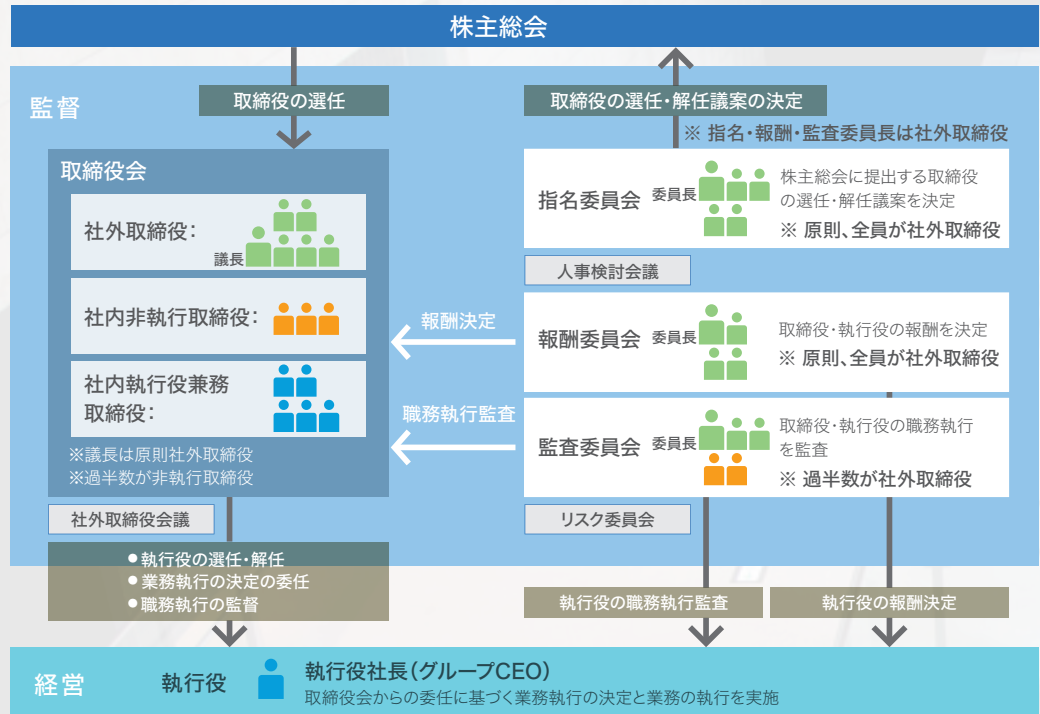 株主総会
監督
取締役の選任
取締役の選任・解任議案の決定
※ 指名・報酬・監査委員長は社外取締役
取締役会
社外取締役：
議長
社内非執行取締役：
社内執行役兼務
取締役：
※議長は原則社外取締役
※過半数が非執行取締役
社外取締役会議
●執行役の選任・解任
●業務執行の決定の委任
●職務執行の監督
報酬決定
職務執行監査
指名委員会
委員長
株主総会に提出する取締役
の選任・解任議案を決定
※ 原則、全員が社外取締役
人事検討会議
報酬委員会
委員長
取締役・執行役の報酬を決定
※ 原則、全員が社外取締役
監査委員会
委員長
取締役・執行役の職務執行
を監査
※ 過半数が社外取締役
リスク委員会
執行役の職務執行監査
執行役の報酬決定
経営
執行役
執行役社長（グループCEO）
取締役会からの委任に基づく業務執行の決定と業務の執行を実施